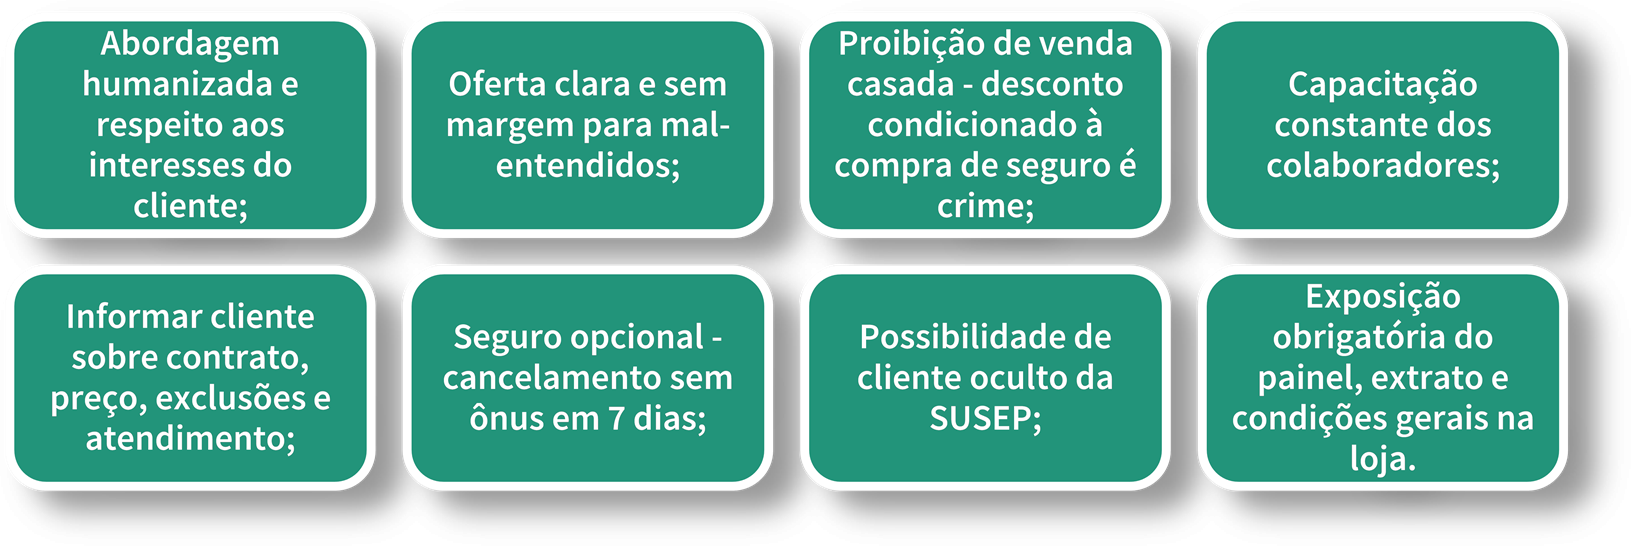 Abordagem
humanizada e
respeito aos
interesses do
cliente;
Oferta clara e sem
margem para mal-
entendidos;
Proibição de venda
casada - desconto
condicionado à
compra de seguro é
crime;
Capacitação
constante dos
colaboradores;
Informar cliente
sobre contrato,
preço, exclusões e
atendimento;
Seguro opcional -
cancelamento sem
ônus em 7 dias;
Possibilidade de
cliente oculto da
SUSEP;
Exposição
obrigatória do
painel, extrato e
condições gerais na
loja.